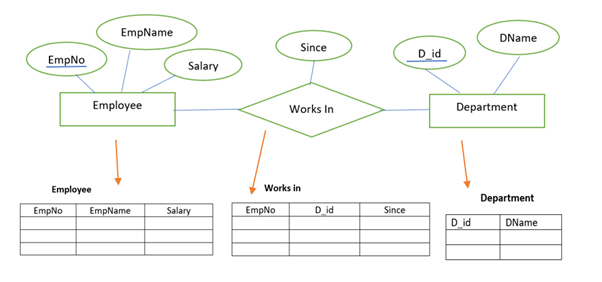 EmpName
EmpNo
Salary
Since
D_id
DName
Employee
Works In
Department
Employee
EmpNo EmpName Salary
Works in
EmpNo D_id Since
Department
D_id DName